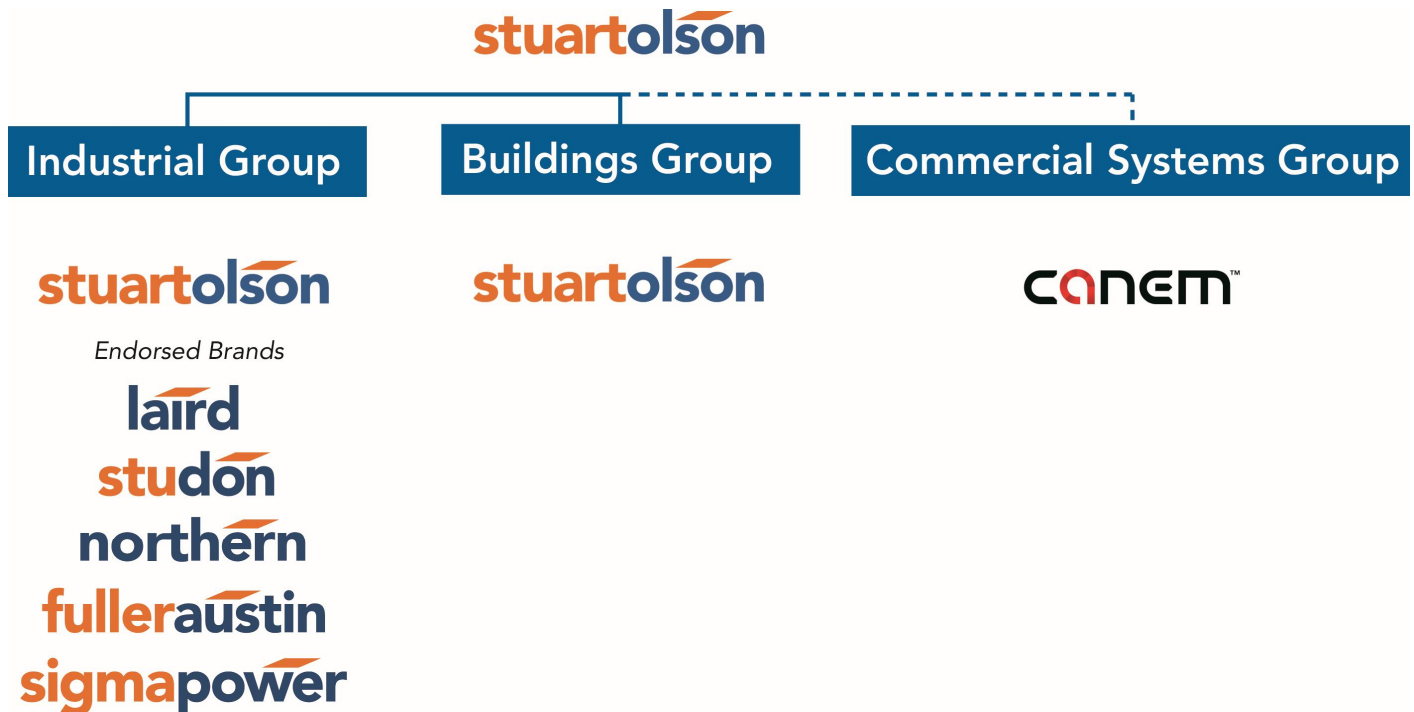 stuartolson
Industrial Group
Buildings Group
Commercial Systems Group
stuartolson
stuartolson
canem™
Endorsed Brands
laird
studon
northern
fulleraustin
sigmapower